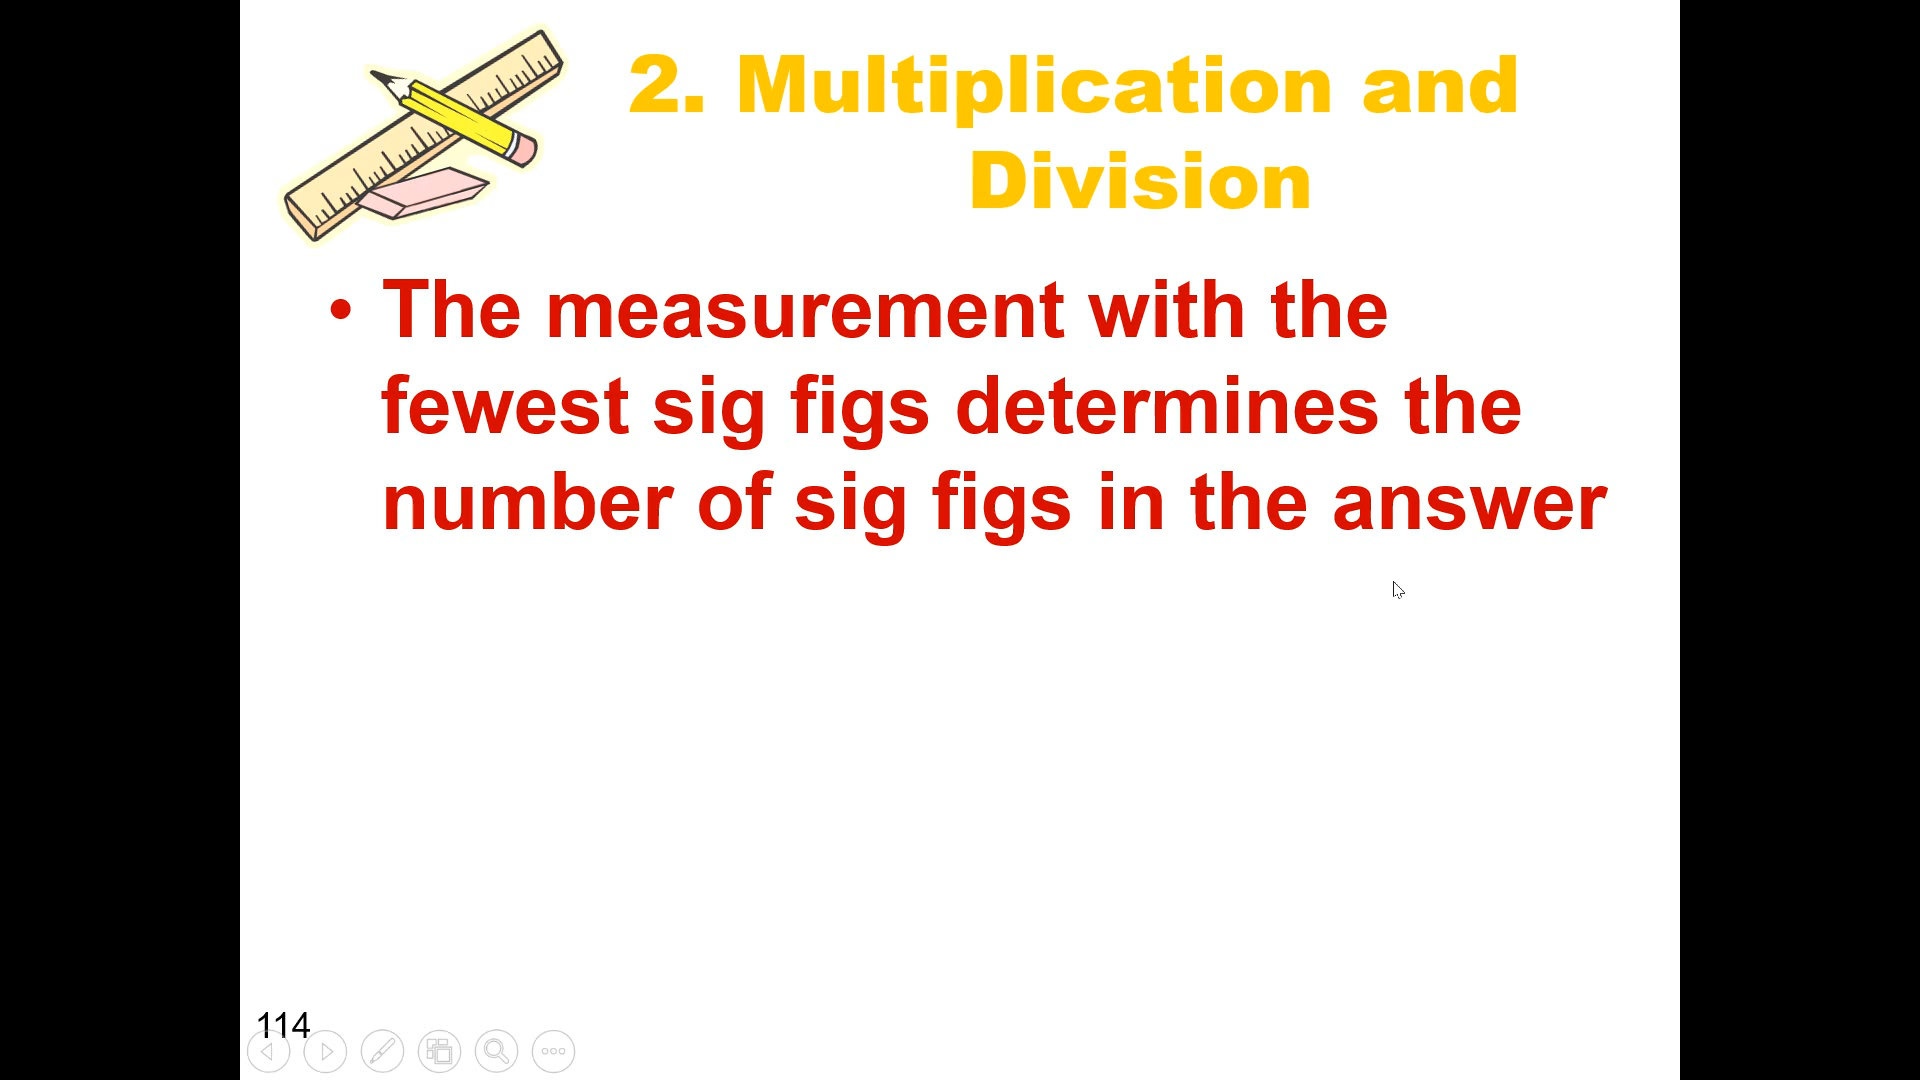 2. Multiplication and
Division
• The measurement with the
fewest sig figs determines the
number of sig figs in the answer
114